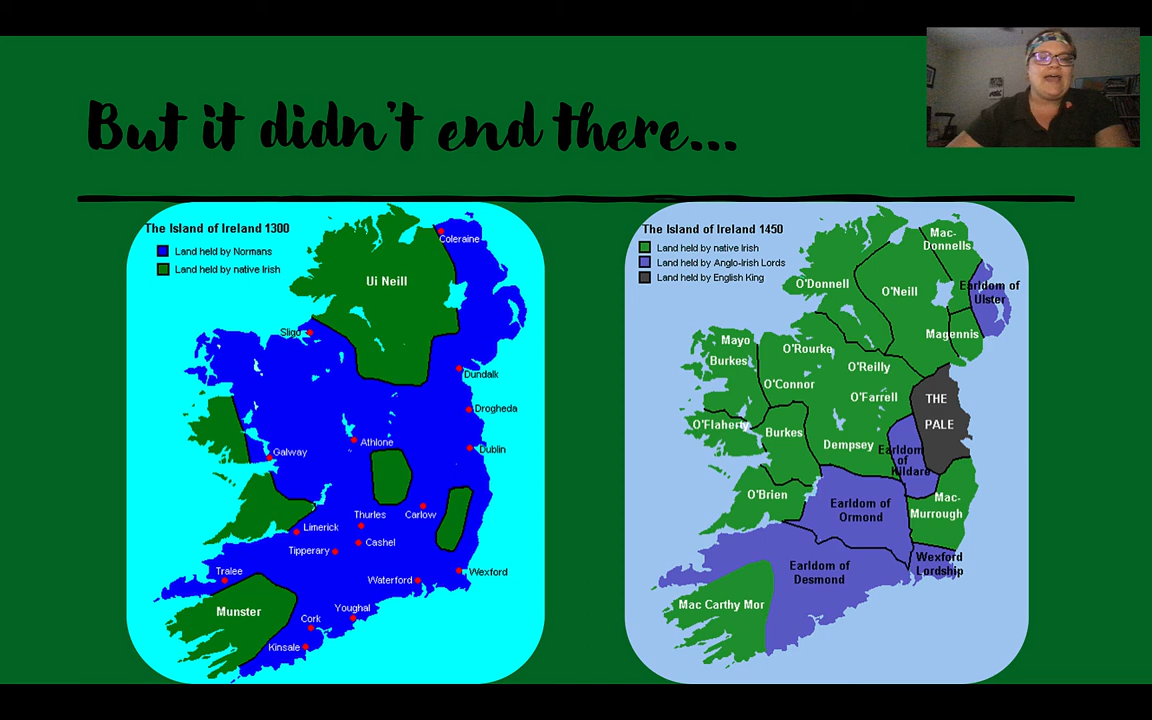 But it didn't end there...
The Island of Ireland 1300
Land held by Normans
Land held by native Irish
Coleraine
Ui Neill
Sligo
Dundalk
Drogheda
Athlone
Dublin
Galway
Thurles
Carlow
Limerick
Cashel
Tipperary
Tralee
Waterford
Wexford
Munster
Youghal
Cork
Kinsale
The Island of Ireland 1450
Land held by native Irish
Land held by Anglo-Irish Lords
Land held by English King
Mac-
Donnells
O'Donnell
O'Neill
Earldom of
Ulster
Magennis
Mayo
Burkes
O'Rourke
O'Reilly
O'Connor
O'Farrell
THE
PALE
O'Flaherty
Burkes
Dempsey
Earldom
of
Kildare
O'Brien
Earldom of
Ormond
Mac-
Murrough
Wexford
Lordship
Earldom of
Desmond
Mac Carthy Mor